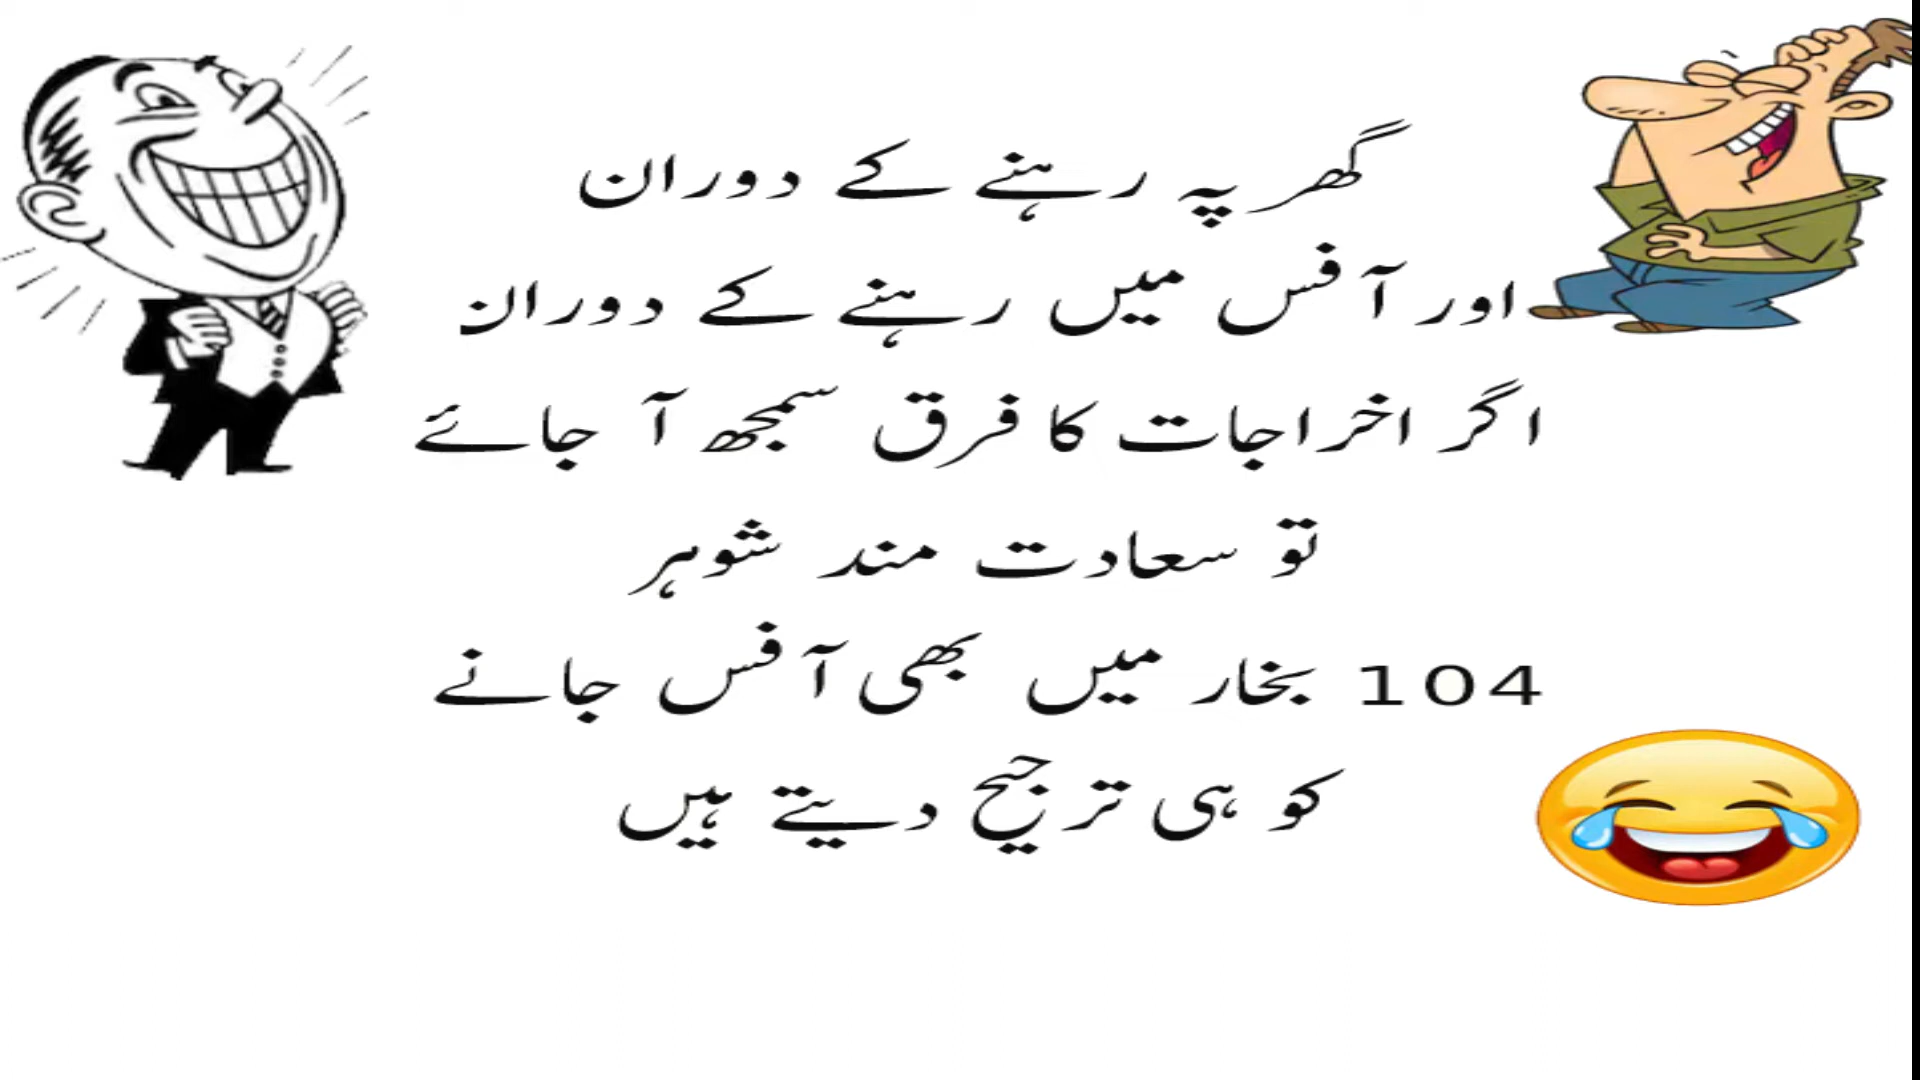 گھر پہ رہنے کے دوران
اور آفس میں رہنے کے دوران
اگر اخراجات کا فرق سمجھ آ جائے
تو سعادت مند شوہر
104 بخار میں بھی آفس جانے
کو ہی ترجیح دیتے ہیں